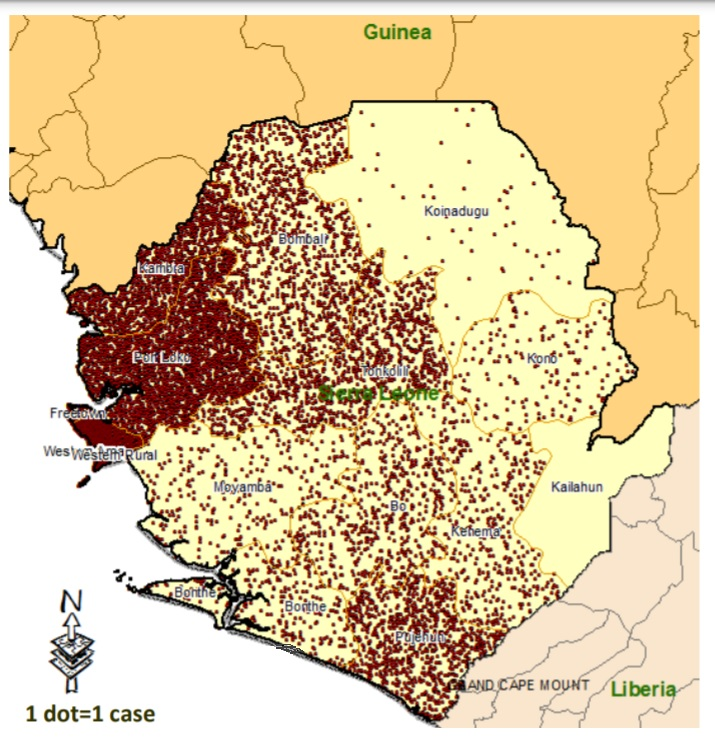 Guinea
Koinadugu
Bombali
Kambia
Port Loko
Kono
Tonkolili
Sierra Leone
Freetown
Western Rural
Kailahun
Moyamba
Bo
Kenema
Bonthe
Bonthe
Pujehun
N
GRAND CAPE MOUNT
Liberia
1 dot=1 case